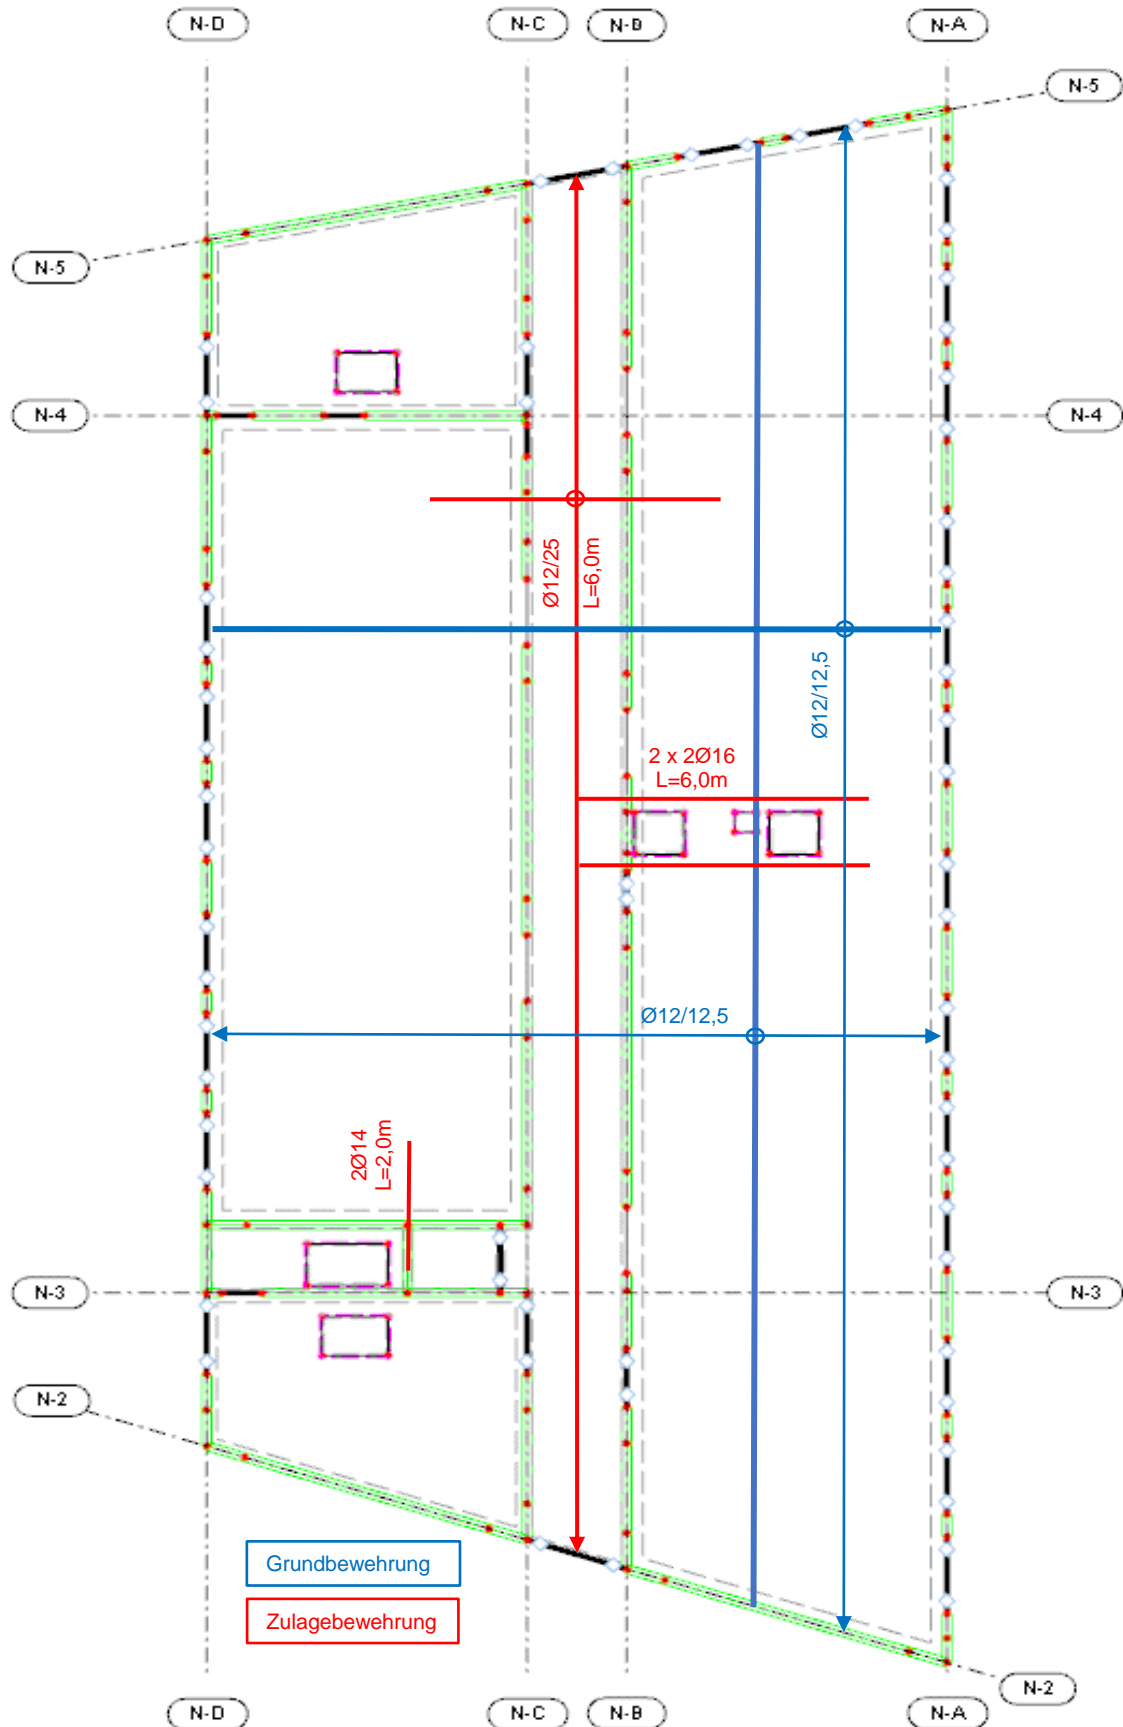 N-D
N-C
N-B
N-A
N-5
N-5
N-4
N-4
Ø12/25
L=6,0m
Ø12/12,5
2 x 2Ø16
L=6,0m
Ø12/12,5
2Ø14
L=2,0m
N-3
N-3
N-2
Grundbewehrung
Zulagebewehrung
N-2
N-D
N-C
N-B
N-A